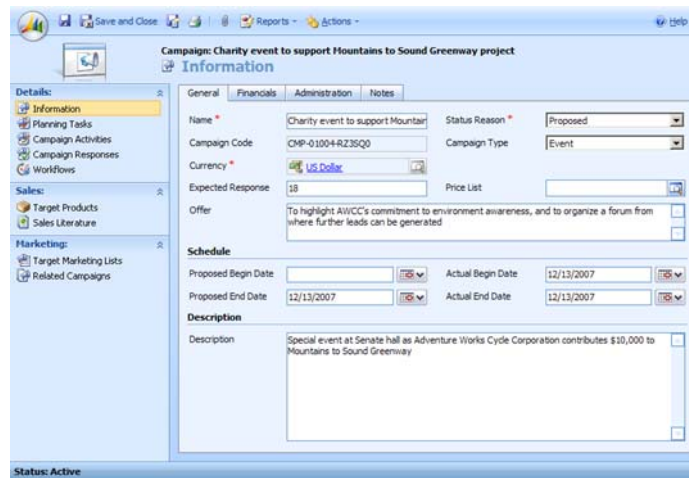 Save and Close
Reports
Actions
Help
Campaign: Charity event to support Mountains to Sound Greenway project
Information
Details:
Information
Planning Tasks
Campaign Activities
Campaign Responses
Workflows
Sales:
Target Products
Sales Literature
Marketing:
Target Marketing Lists
Related Campaigns
General Financials Administration Notes
Name * Charity event to support Mountain Status Reason * Proposed
Campaign Code CMP-01004-RZ3SQ0 Campaign Type Event
Currency * US Dollar
Expected Response 18 Price List
Offer To highlight AWCC's commitment to environment awareness, and to organize a forum from
where further leads can be generated
Schedule
Proposed Begin Date Actual Begin Date 12/13/2007
Proposed End Date 12/13/2007 Actual End Date 12/13/2007
Description
Description Special event at Senate hall as Adventure Works Cycle Corporation contributes $10,000 to
Mountains to Sound Greenway
Status: Active